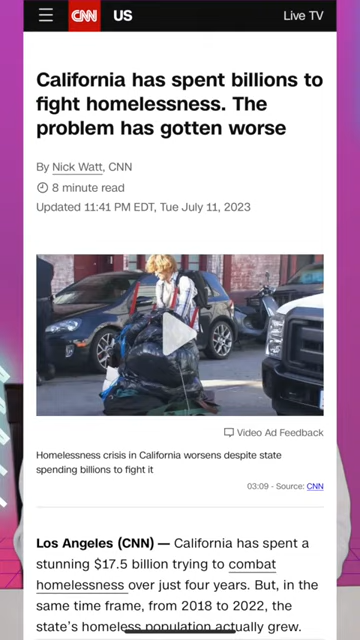 CNN US Live TV
California has spent billions to
fight homelessness. The
problem has gotten worse
By Nick Watt, CNN
8 minute read
Updated 11:41 PM EDT, Tue July 11, 2023
Video Ad Feedback
Homelessness crisis in California worsens despite state
spending billions to fight it
03:09 - Source: CNN
Los Angeles (CNN) — California has spent a
stunning $17.5 billion trying to combat
homelessness over just four years. But, in the
same time frame, from 2018 to 2022, the
state's homeless population actually grew.